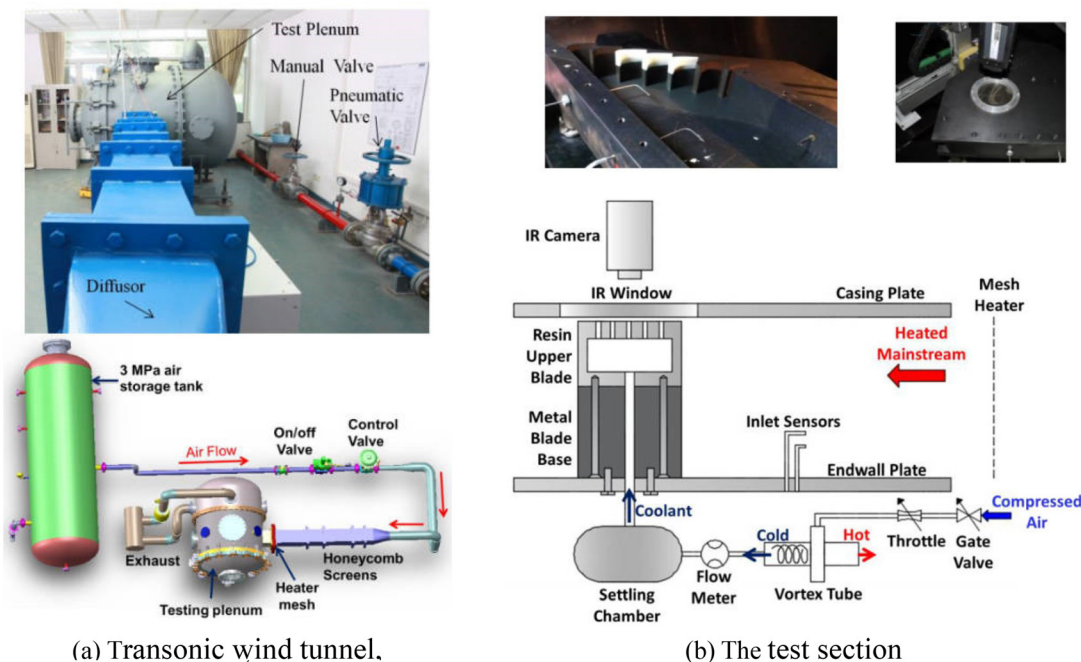 Test Plenum
Manual Valve
Pneumatic
Valve
Diffusor
3 MPa air
storage tank
On/off
Valve
Control
Valve
Air Flow
Exhaust
Honeycomb
Screens
Heater
mesh
Testing plenum
(a) Transonic wind tunnel,
IR Camera
IR Window
Casing Plate
Mesh
Heater
Resin
Upper
Blade
Heated
Mainstream
Metal
Blade
Base
Inlet Sensors
Endwall Plate
Coolant
Compressed
Air
Cold
Hot
Throttle
Gate
Valve
Settling
Chamber
Flow
Meter
Vortex Tube
(b) The test section